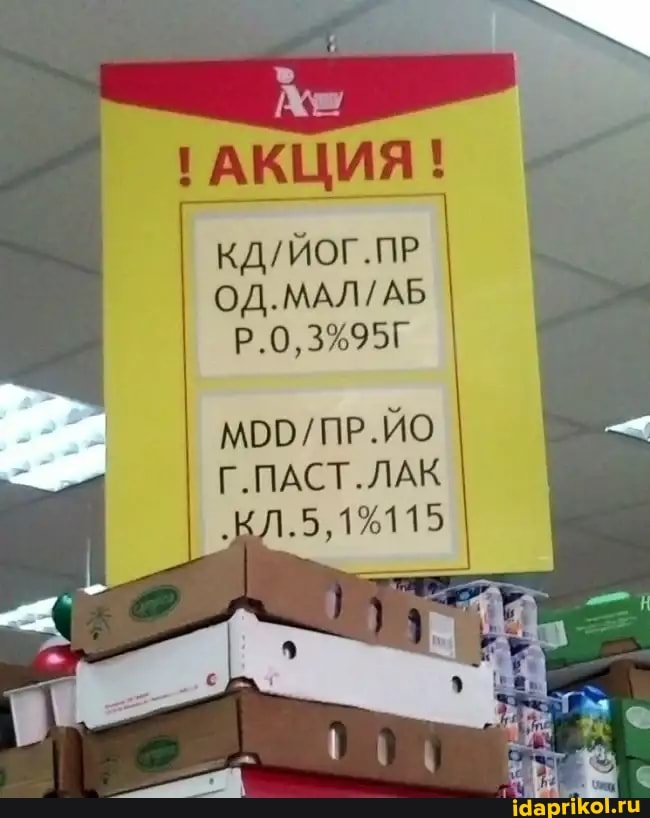 ! АКЦИЯ !
КД/ЙОГ.ПР
ОД.МАЛ/АБ
Р.0,3%95Г
MDD/ПР.ЙО
Г.ПАСТ.ЛАК
.КЛ.5,1%115
idaprikol.ru